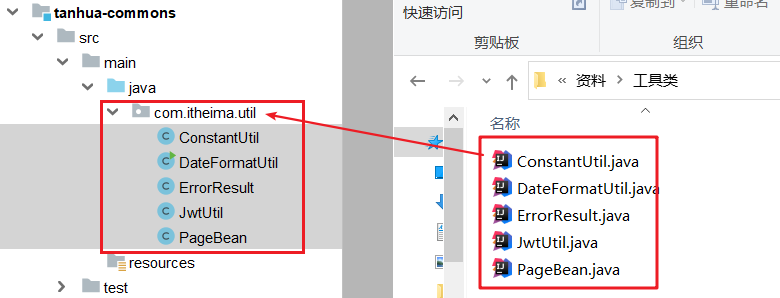 tanhua-commons
src
main
java
com.itheima.util
ConstantUtil
DateFormatUtil
ErrorResult
JwtUtil
PageBean
resources
test
快速访问
复制到
重命名
剪贴板
组织
资料
工具类
名称
ConstantUtil.java
DateFormatUtil.java
ErrorResult.java
JwtUtil.java
PageBean.java